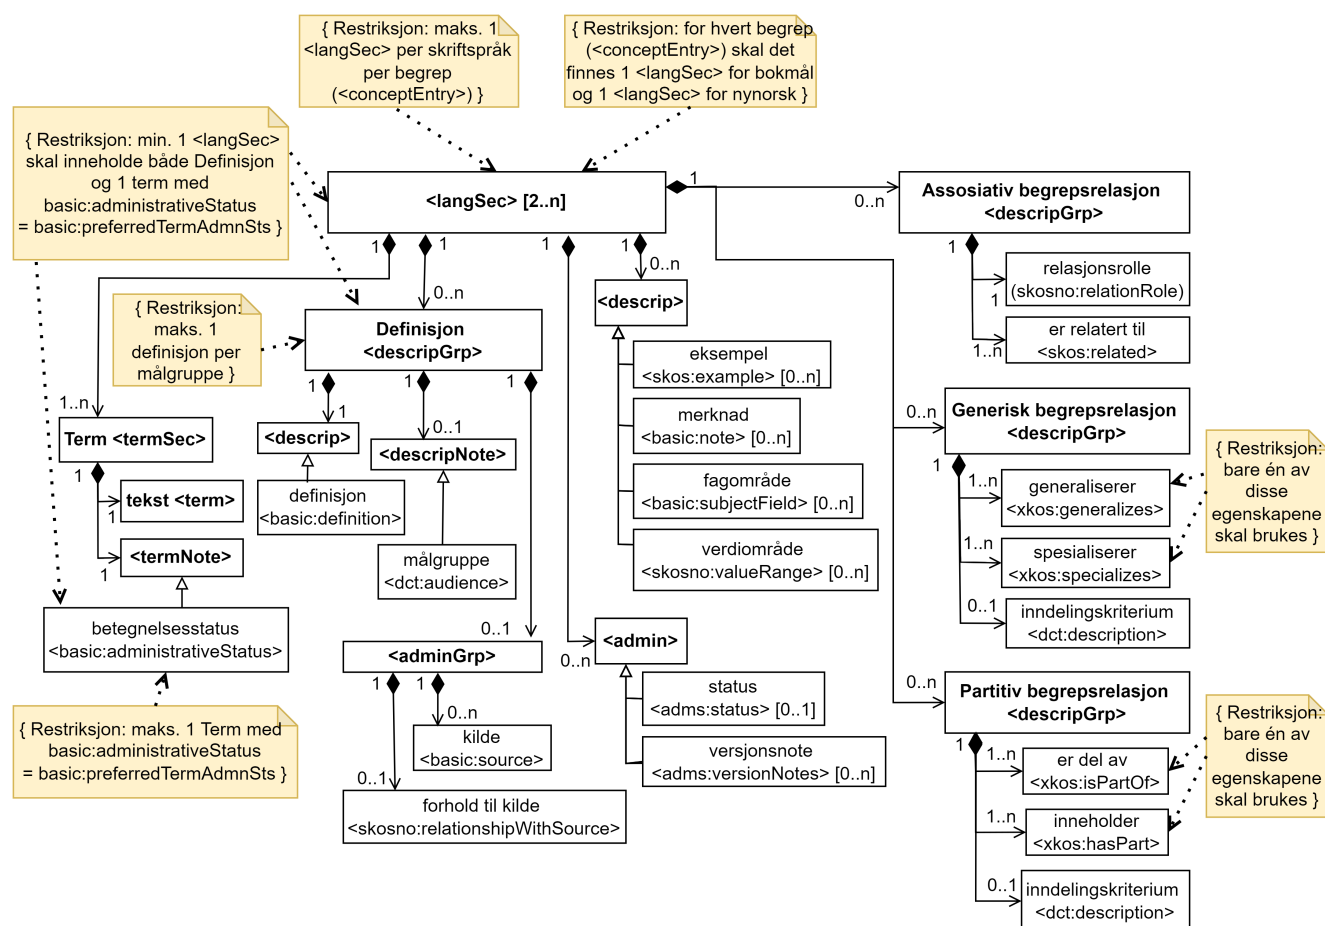 { Restriksjon: maks. 1
<langSec> per skriftspråk
per begrep
(<conceptEntry>) }
{ Restriksjon: for hvert begrep
(<conceptEntry>) skal det
finnes 1 <langSec> for bokmål
og 1 <langSec> for nynorsk }
{ Restriksjon: min. 1 <langSec>
skal inneholde både Definisjon
og 1 term med
basic:administrativeStatus
= basic:preferredTermAdmnSts }
<langSec> [2..n]
1
0..n
Assosiativ begrepsrelasjon
<descripGrp>
1
relasjonsrolle
(skosno:relationRole)
1
er relatert til
<skos:related>
1..n
1
1
1
1
0..n
0..n
<descrip>
{ Restriksjon:
maks. 1
definisjon per
målgruppe }
Definisjon
<descripGrp>
eksempel
<skos:example> [0..n]
merknad
<basic:note> [0..n]
fagområde
<basic:subjectField> [0..n]
verdiområde
<skosno:valueRange> [0..n]
1..n
Term <termSec>
1
tekst <term>
1
<termNote>
1
betegnelsesstatus
<basic:administrativeStatus>
{ Restriksjon: maks. 1 Term med
basic:administrativeStatus
= basic:preferredTermAdmnSts }
1
1
1
1
0..1
<descrip>
<descripNote>
definisjon
<basic:definition>
målgruppe
<dct:audience>
0..1
<adminGrp>
1
1
0..n
kilde
<basic:source>
0..1
forhold til kilde
<skosno:relationshipWithSource>
0..n
<admin>
status
<adms:status> [0..1]
versjonsnote
<adms:versionNotes> [0..n]
0..n
Generisk begrepsrelasjon
<descripGrp>
1
1..n
generaliserer
<xkos:generalizes>
1..n
spesialiserer
<xkos:specializes>
0..1
inndelingskriterium
<dct:description>
{ Restriksjon:
bare én av
disse
egenskapene
skal brukes }
0..n
Partitiv begrepsrelasjon
<descripGrp>
1
1..n
er del av
<xkos:isPartOf>
1..n
inneholder
<xkos:hasPart>
0..1
inndelingskriterium
<dct:description>
{ Restriksjon:
bare én av
disse
egenskapene
skal brukes }